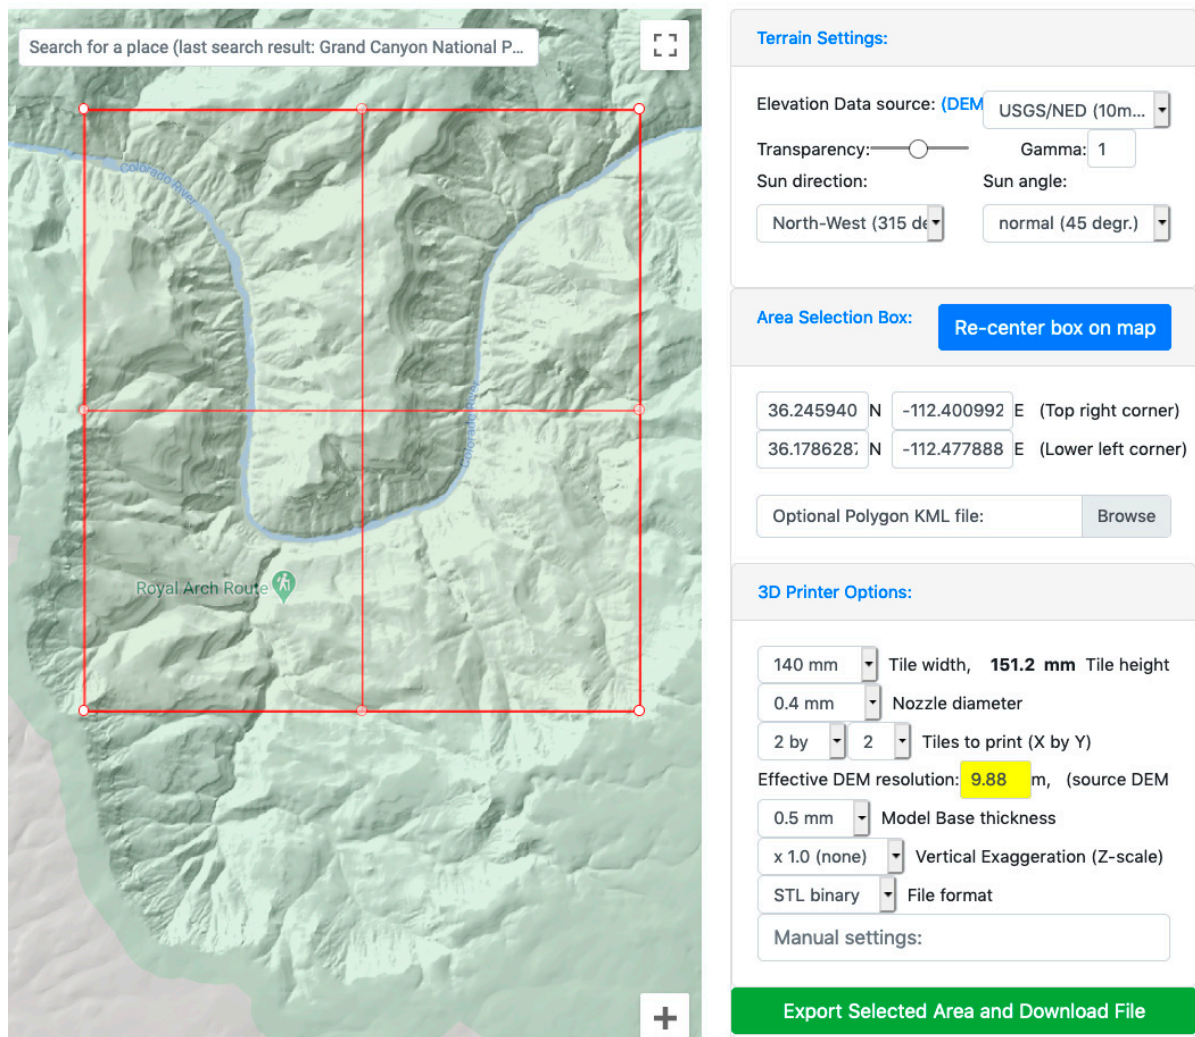 Search for a place (last search result: Grand Canyon National P...
Colorado River
Colorado River
Royal Arch Route
Terrain Settings:
Elevation Data source: (DEM USGS/NED (10m...
Transparency: Gamma: 1
Sun direction: Sun angle:
North-West (315 de normal (45 degr.)
Area Selection Box: Re-center box on map
36.245940 N -112.400992 E (Top right corner)
36.1786287 N -112.477888 E (Lower left corner)
Optional Polygon KML file: Browse
3D Printer Options:
140 mm Tile width, 151.2 mm Tile height
0.4 mm Nozzle diameter
2 by 2 Tiles to print (X by Y)
Effective DEM resolution: 9.88 m, (source DEM
0.5 mm Model Base thickness
x 1.0 (none) Vertical Exaggeration (Z-scale)
STL binary File format
Manual settings:
Export Selected Area and Download File